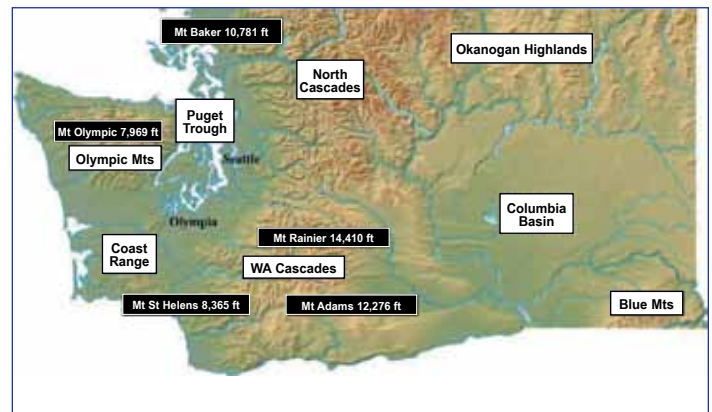 Mt Baker 10,781 ft
Okanogan Highlands
North
Cascades
Puget
Trough
Mt Olympic 7,969 ft
Olympic Mts
Seattle
Olympia
Columbia
Basin
Coast
Range
Mt Rainier 14,410 ft
WA Cascades
Mt St Helens 8,365 ft
Mt Adams 12,276 ft
Blue Mts